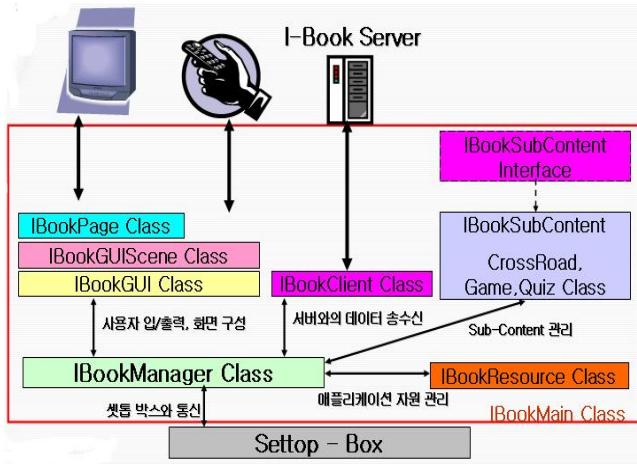 I-Book Server
IBookSubContent
Interface
IBookPage Class
IBookGUIScene Class
IBookGUI Class
IBookClient Class
IBookSubContent
CrossRoad,
Game,Quiz Class
사용자 입/출력, 화면 구성
서버와의 데이터 송수신
Sub-Content 관리
IBookManager Class
IBookResource Class
셋톱 박스와 통신
애플리케이션 자원 관리
IBookMain Class
Settop - Box